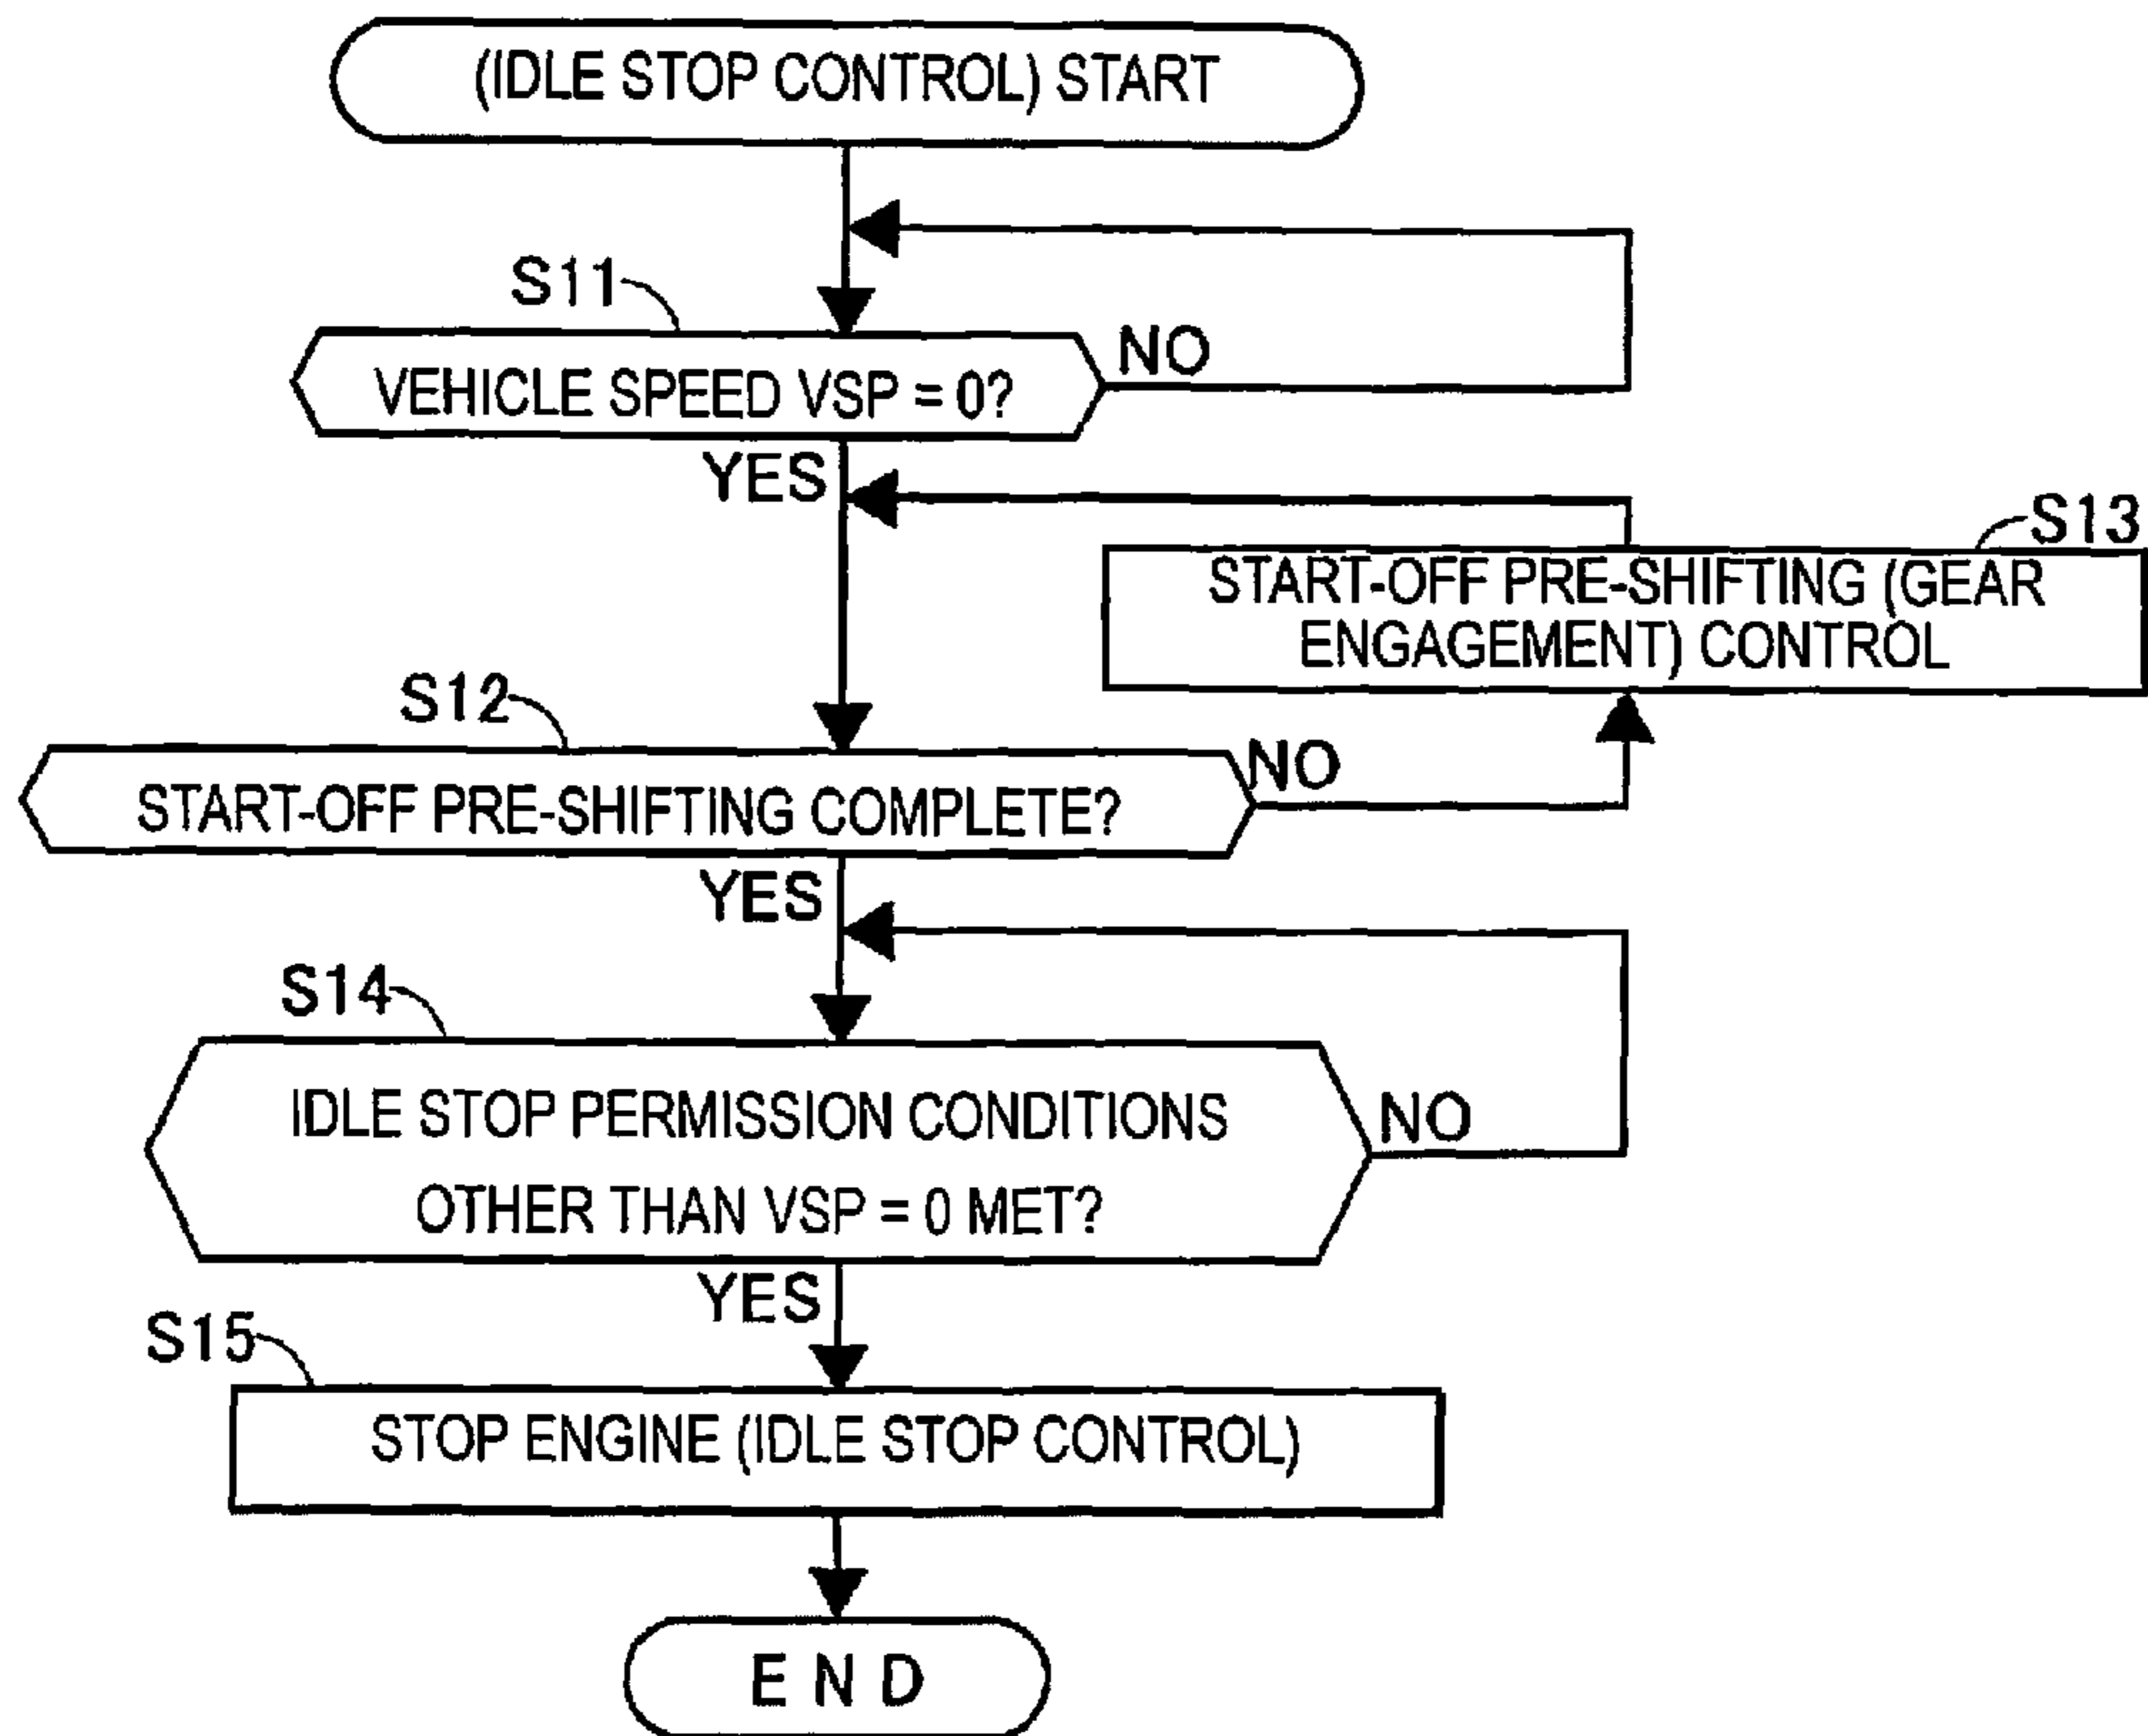 (IDLE STOP CONTROL) START
S11
VEHICLE SPEED VSP = 0?
NO
YES
S13
START-OFF PRE-SHIFTING (GEAR
ENGAGEMENT) CONTROL
S12
START-OFF PRE-SHIFTING COMPLETE?
NO
YES
S14
IDLE STOP PERMISSION CONDITIONS
OTHER THAN VSP = 0 MET?
NO
YES
S15
STOP ENGINE (IDLE STOP CONTROL)
END